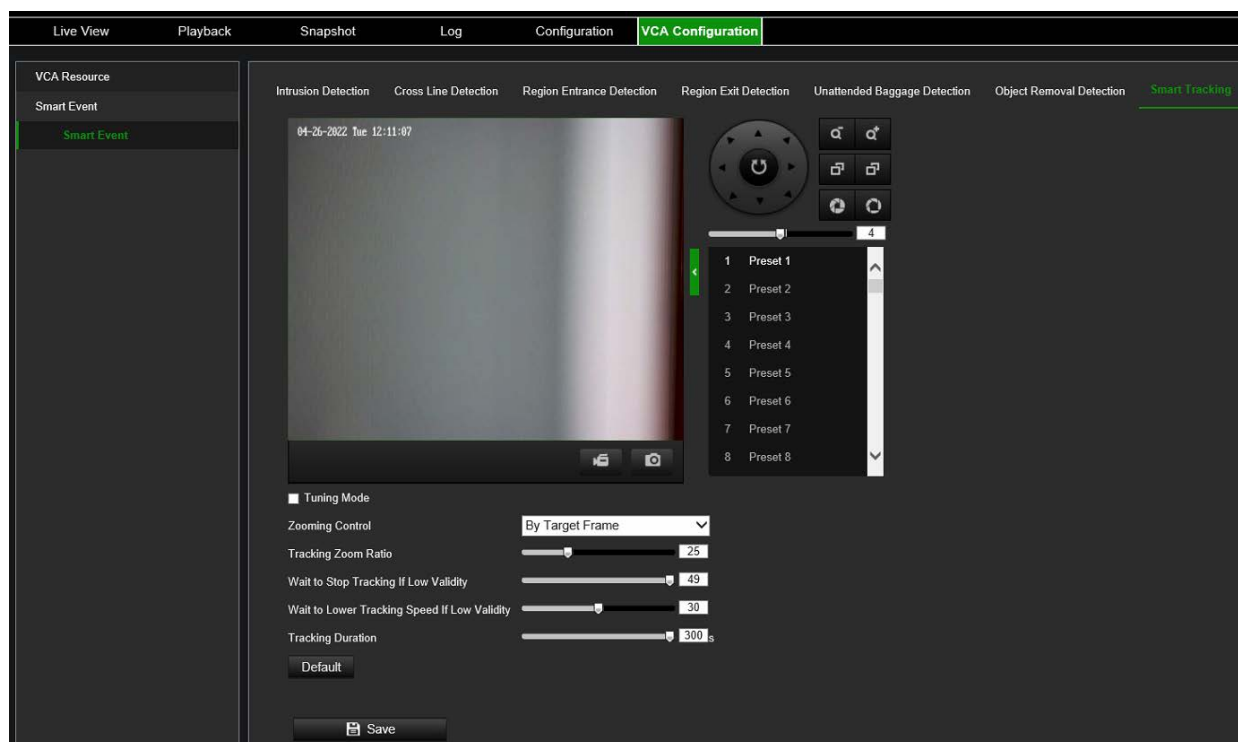 Live View Playback Snapshot Log Configuration VCA Configuration
VCA Resource
Smart Event
Smart Event
Intrusion Detection Cross Line Detection Region Entrance Detection Region Exit Detection Unattended Baggage Detection Object Removal Detection Smart Tracking
04-26-2022 Tue 12:11:07
4
1 Preset 1
2 Preset 2
3 Preset 3
4 Preset 4
5 Preset 5
6 Preset 6
7 Preset 7
8 Preset 8
Tuning Mode
Zooming Control By Target Frame
Tracking Zoom Ratio 25
Wait to Stop Tracking If Low Validity 49
Wait to Lower Tracking Speed If Low Validity 30
Tracking Duration 300 s
Default
Save